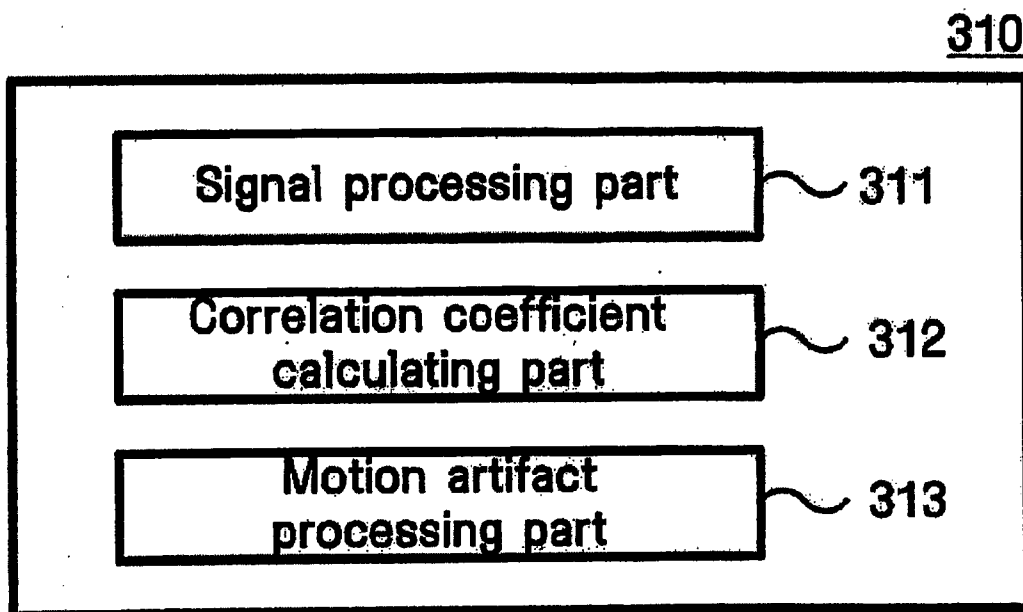 310
Signal processing part
311
Correlation coefficient
calculating part
312
Motion artifact
processing part
313